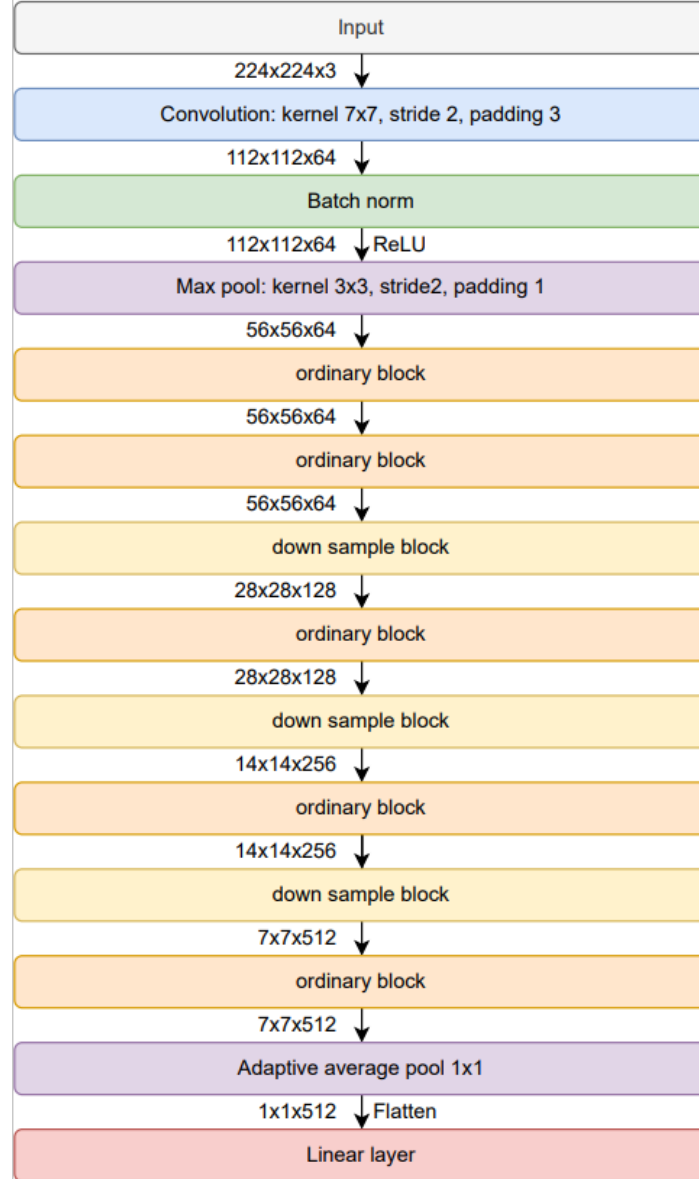 Input
224x224x3
Convolution: kernel 7x7, stride 2, padding 3
112x112x64
Batch norm
112x112x64 ReLU
Max pool: kernel 3x3, stride2, padding 1
56x56x64
ordinary block
56x56x64
ordinary block
56x56x64
down sample block
28x28x128
ordinary block
28x28x128
down sample block
14x14x256
ordinary block
14x14x256
down sample block
7x7x512
ordinary block
7x7x512
Adaptive average pool 1x1
1x1x512 Flatten
Linear layer